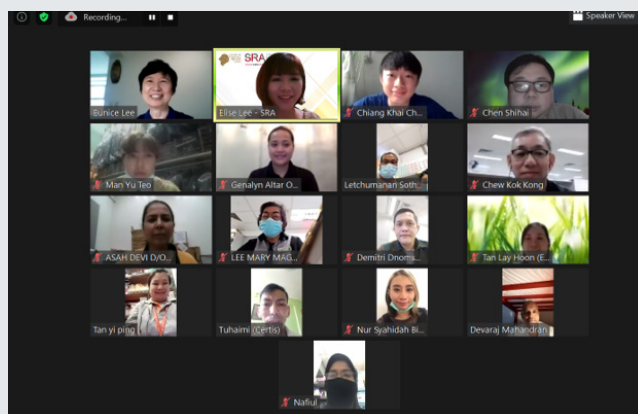 Recording...
Speaker View
SRA
Eunice Lee
Elise Lee - SRA
Chiang Khai Ch...
Chen Shihai
Man Yu Teo
Genalyn Altar O...
Letchumanan Soth...
Chew Kok Kong
ASAH DEVI D/O...
LEE MARY MAG...
Demitri Dnoms...
Tan Lay Hoon (E...
Tan yi ping
Tuhaimi (Certis)
Nur Syahidah Bi...
Devaraj Mahandran
Nafiul